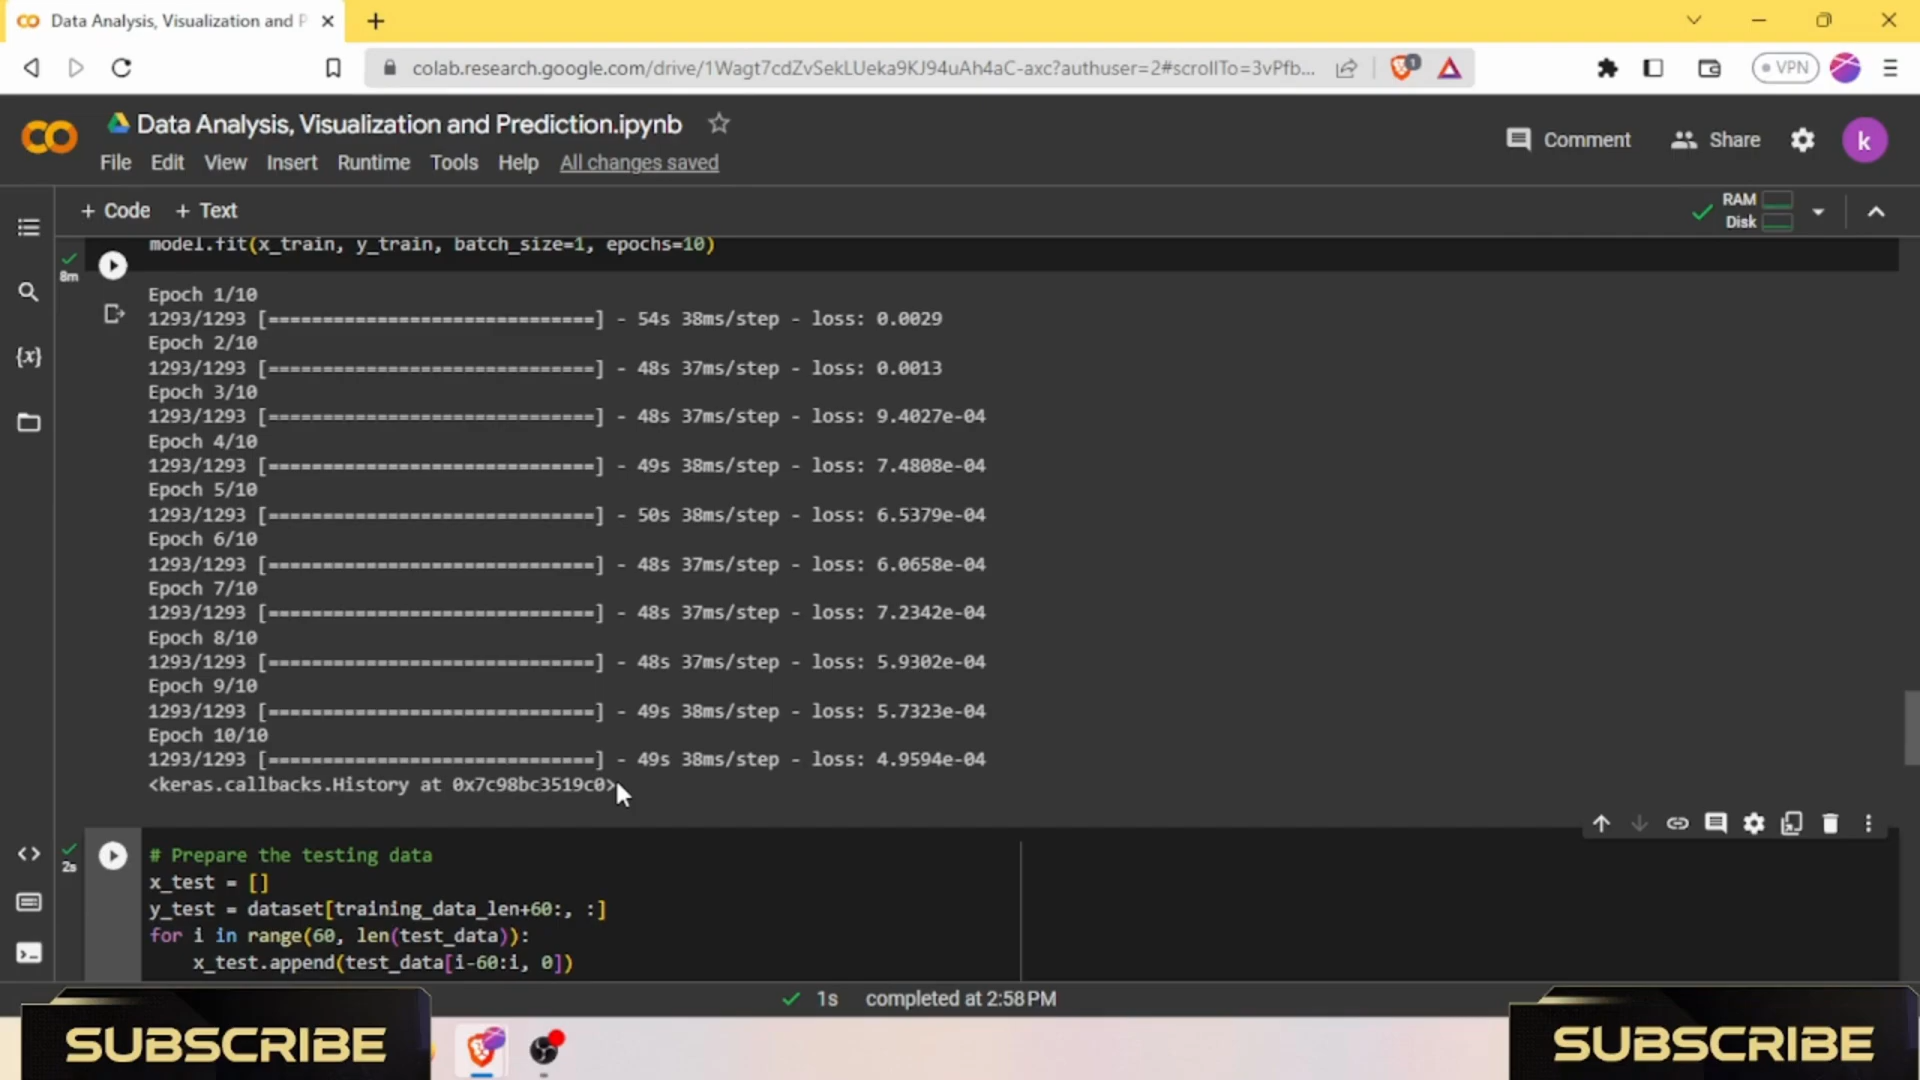 Data Analysis, Visualization and P
colab.research.google.com/drive/1Wagt7cdZvSekLUeka9KJ94uAh4aC-axc?authuser=2#scrollTo=3vPfb...
1
VPN
Data Analysis, Visualization and Prediction.ipynb
Comment
Share
k
File Edit View Insert Runtime Tools Help All changes saved
+ Code + Text
RAM
Disk
model.fit(x_train, y_train, batch_size=1, epochs=10)
8m
Epoch 1/10
1293/1293 [==============================] - 54s 38ms/step - loss: 0.0029
Epoch 2/10
1293/1293 [==============================] - 48s 37ms/step - loss: 0.0013
Epoch 3/10
1293/1293 [==============================] - 48s 37ms/step - loss: 9.4027e-04
Epoch 4/10
1293/1293 [==============================] - 49s 38ms/step - loss: 7.4808e-04
Epoch 5/10
1293/1293 [==============================] - 50s 38ms/step - loss: 6.5379e-04
Epoch 6/10
1293/1293 [==============================] - 48s 37ms/step - loss: 6.0658e-04
Epoch 7/10
1293/1293 [==============================] - 48s 37ms/step - loss: 7.2342e-04
Epoch 8/10
1293/1293 [==============================] - 48s 37ms/step - loss: 5.9302e-04
Epoch 9/10
1293/1293 [==============================] - 49s 38ms/step - loss: 5.7323e-04
Epoch 10/10
1293/1293 [==============================] - 49s 38ms/step - loss: 4.9594e-04
<keras.callbacks.History at 0x7c98bc3519c0>
2s
# Prepare the testing data
x_test = []
y_test = dataset[training_data_len+60:, :]
for i in range(60, len(test_data)):
    x_test.append(test_data[i-60:i, 0])
1s completed at 2:58 PM
SUBSCRIBE
SUBSCRIBE